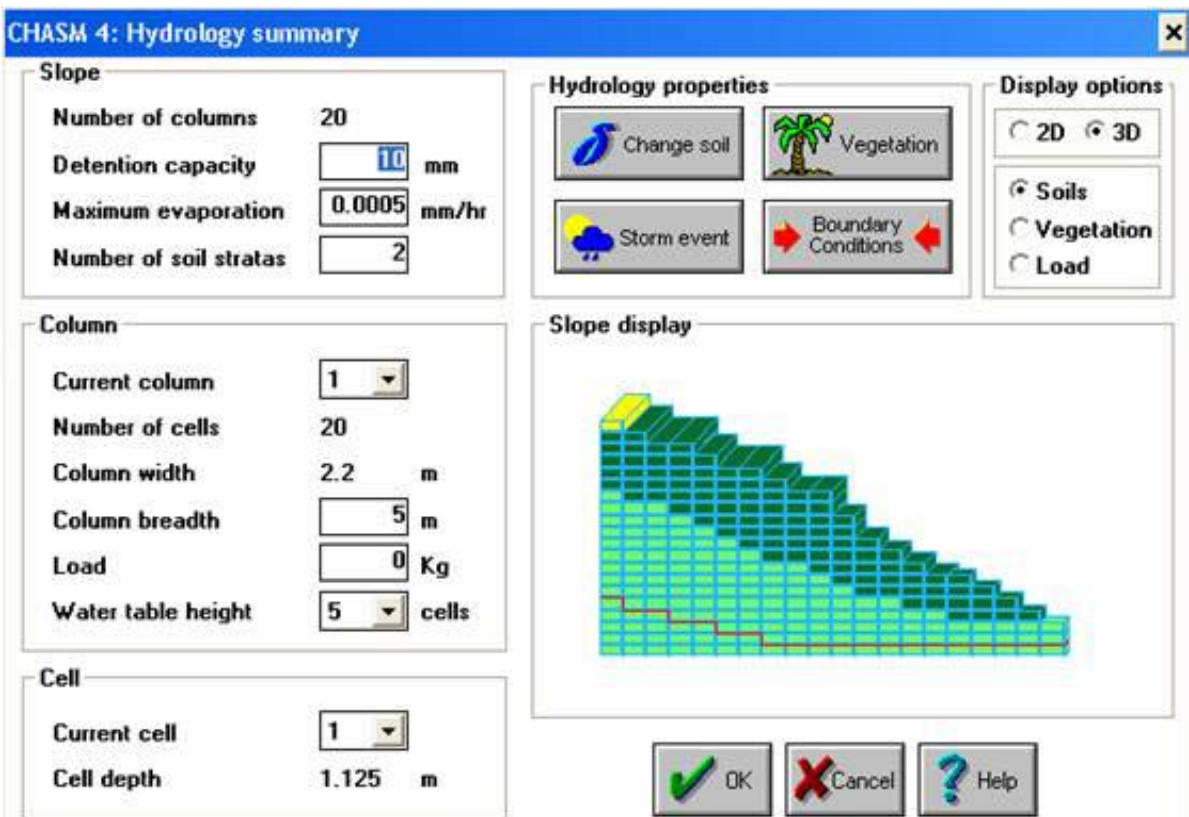 CHASM 4: Hydrology summary
Slope
Number of columns 20
Detention capacity 10 mm
Maximum evaporation 0.0005 mm/hr
Number of soil stratas 2
Hydrology properties
Change soil
Vegetation
Storm event
Boundary
Conditions
Display options
2D 3D
Soils
Vegetation
Load
Column
Current column 1
Number of cells 20
Column width 2.2 m
Column breadth 5 m
Load 0 Kg
Water table height 5 cells
Slope display
Cell
Current cell 1
Cell depth 1.125 m
OK
Cancel
Help